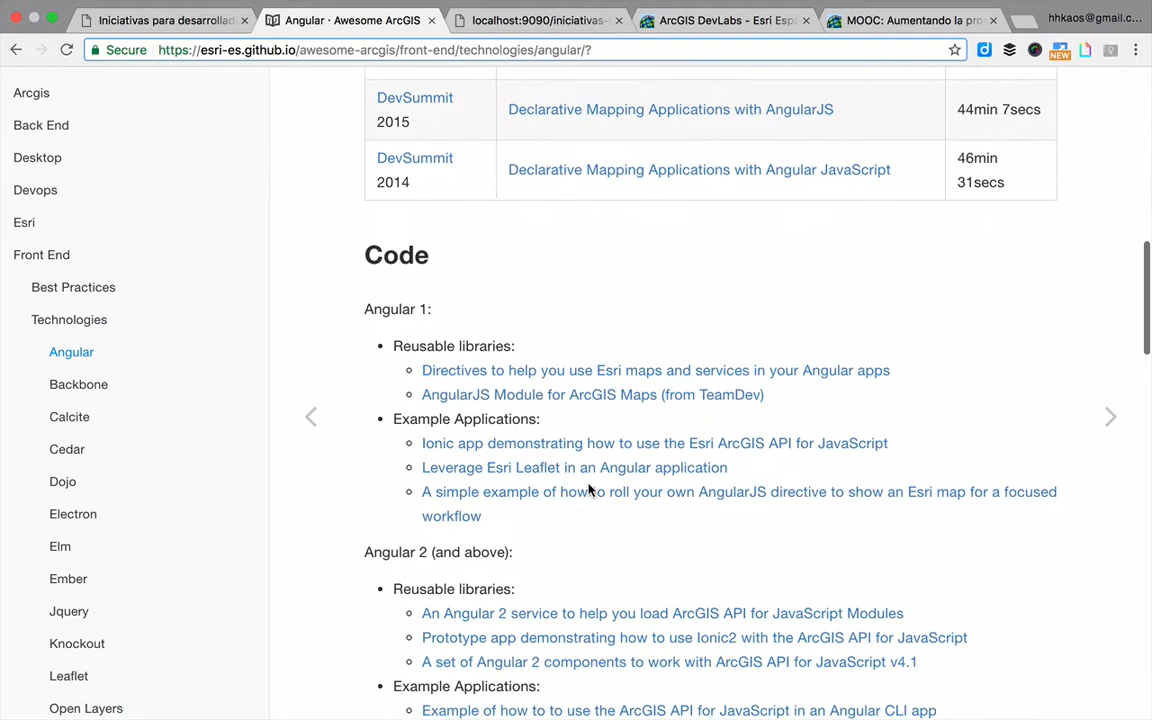 Iniciativas para desarrollad
Angular · Awesome ArcGIS
localhost:9090/iniciativas-
ArcGIS DevLabs - Esri Esp
MOOC: Aumentando la pro
hhkaos@gmail.c...
Secure
https://esri-es.github.io/awesome-arcgis/front-end/technologies/angular/?
NEW
Arcgis
Back End
Desktop
Devops
Esri
Front End
Best Practices
Technologies
Angular
Backbone
Calcite
Cedar
Dojo
Electron
Elm
Ember
Jquery
Knockout
Leaflet
Open Layers
DevSummit
2015
Declarative Mapping Applications with AngularJS
44min 7secs
DevSummit
2014
Declarative Mapping Applications with Angular JavaScript
46min
31secs
Code
Angular 1:
Reusable libraries:
Directives to help you use Esri maps and services in your Angular apps
AngularJS Module for ArcGIS Maps (from TeamDev)
Example Applications:
Ionic app demonstrating how to use the Esri ArcGIS API for JavaScript
Leverage Esri Leaflet in an Angular application
A simple example of how to roll your own AngularJS directive to show an Esri map for a focused
workflow
Angular 2 (and above):
Reusable libraries:
An Angular 2 service to help you load ArcGIS API for JavaScript Modules
Prototype app demonstrating how to use Ionic2 with the ArcGIS API for JavaScript
A set of Angular 2 components to work with ArcGIS API for JavaScript v4.1
Example Applications:
Example of how to to use the ArcGIS API for JavaScript in an Angular CLI app